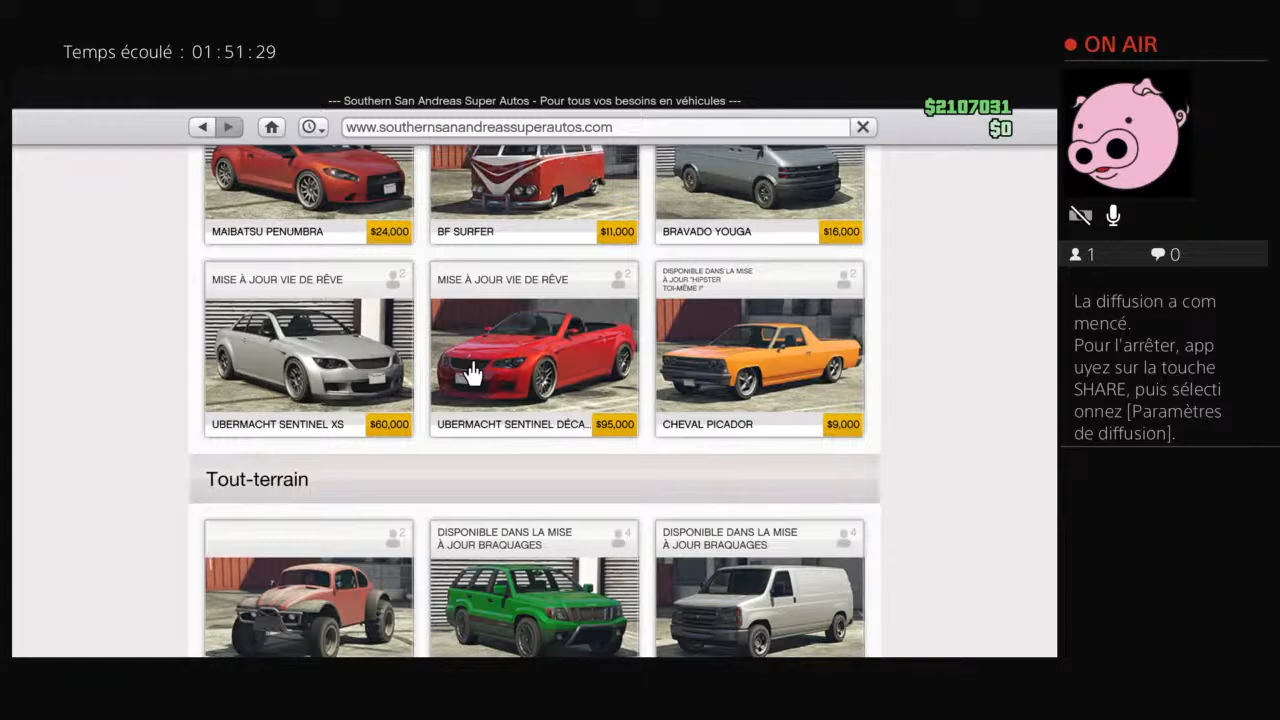 Temps écoulé : 01:51:29
ON AIR
--- Southern San Andreas Super Autos - Pour tous vos besoins en véhicules ---
$2107031
$0
www.southernsanandreassuperautos.com
MAIBATSU PENUMBRA $24,000
BF SURFER $11,000
BRAVADO YOUGA $16,000
1 0
MISE À JOUR VIE DE RÊVE 2
MISE À JOUR VIE DE RÊVE 2
DISPONIBLE DANS LA MISE
À JOUR "HIPSTER
TOI-MÊME !"
2
UBERMACHT SENTINEL XS $60,000
UBERMACHT SENTINEL DÉCA... $95,000
CHEVAL PICADOR $9,000
La diffusion a com
mencé.
Pour l'arrêter, app
uyez sur la touche
SHARE, puis sélecti
onnez [Paramètres
de diffusion].
Tout-terrain
2
DISPONIBLE DANS LA MISE
À JOUR BRAQUAGES
4
DISPONIBLE DANS LA MISE
À JOUR BRAQUAGES
4